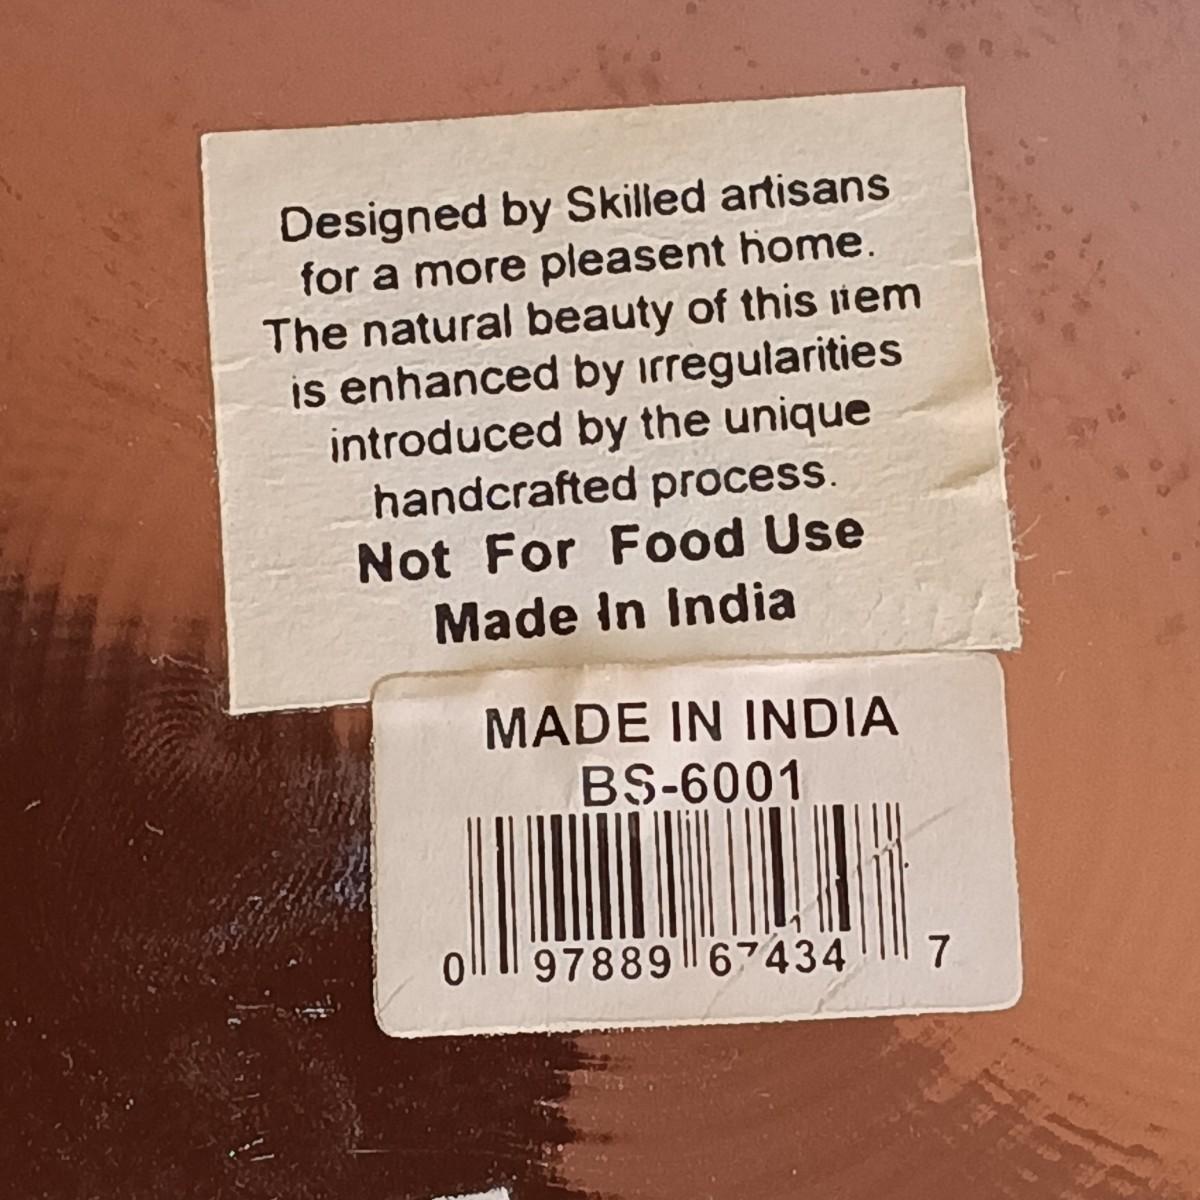 Designed by Skilled artisans
for a more pleasent home.
The natural beauty of this item
is enhanced by irregularities
introduced by the unique
handcrafted process.
Not For Food Use
Made In India
MADE IN INDIA
BS-6001
0 97889 67434 7